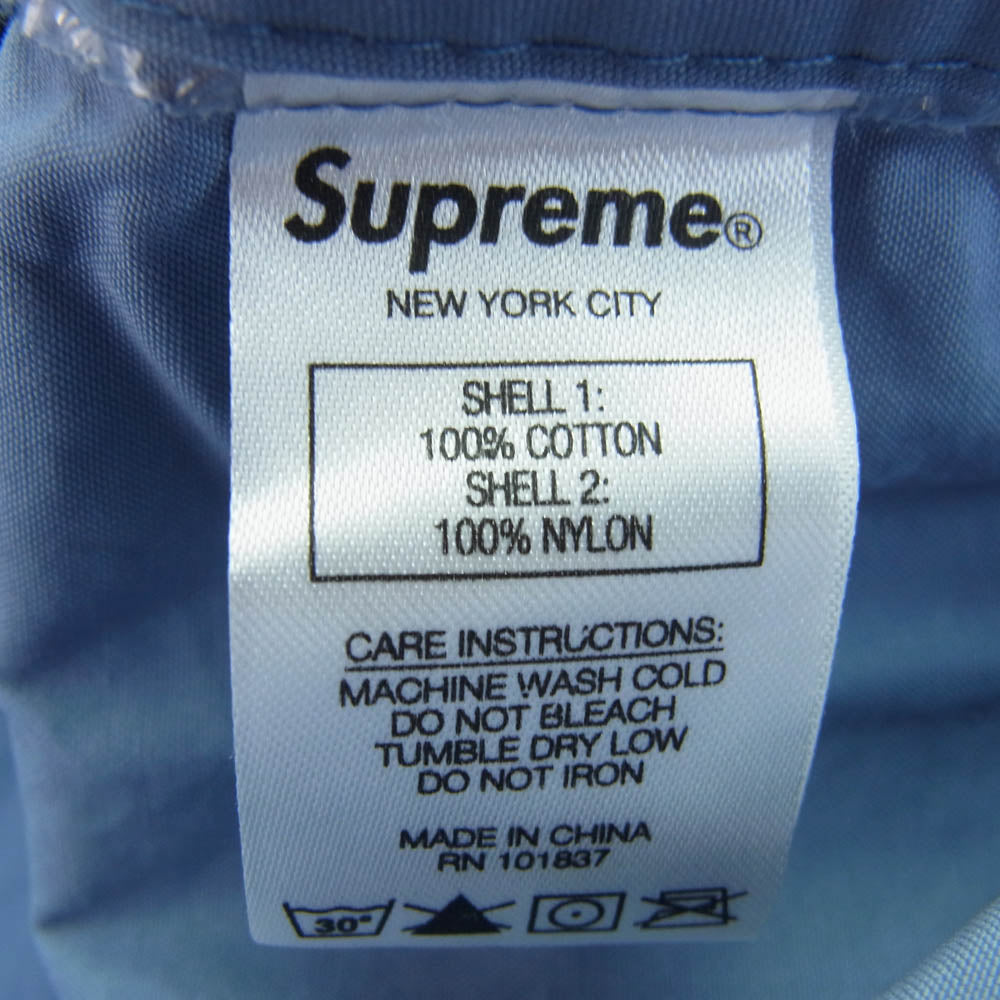 Supreme®
NEW YORK CITY
SHELL 1:
100% COTTON
SHELL 2:
100% NYLON
CARE INSTRUCTIONS:
MACHINE WASH COLD
DO NOT BLEACH
TUMBLE DRY LOW
DO NOT IRON
MADE IN CHINA
RN 101837
30°